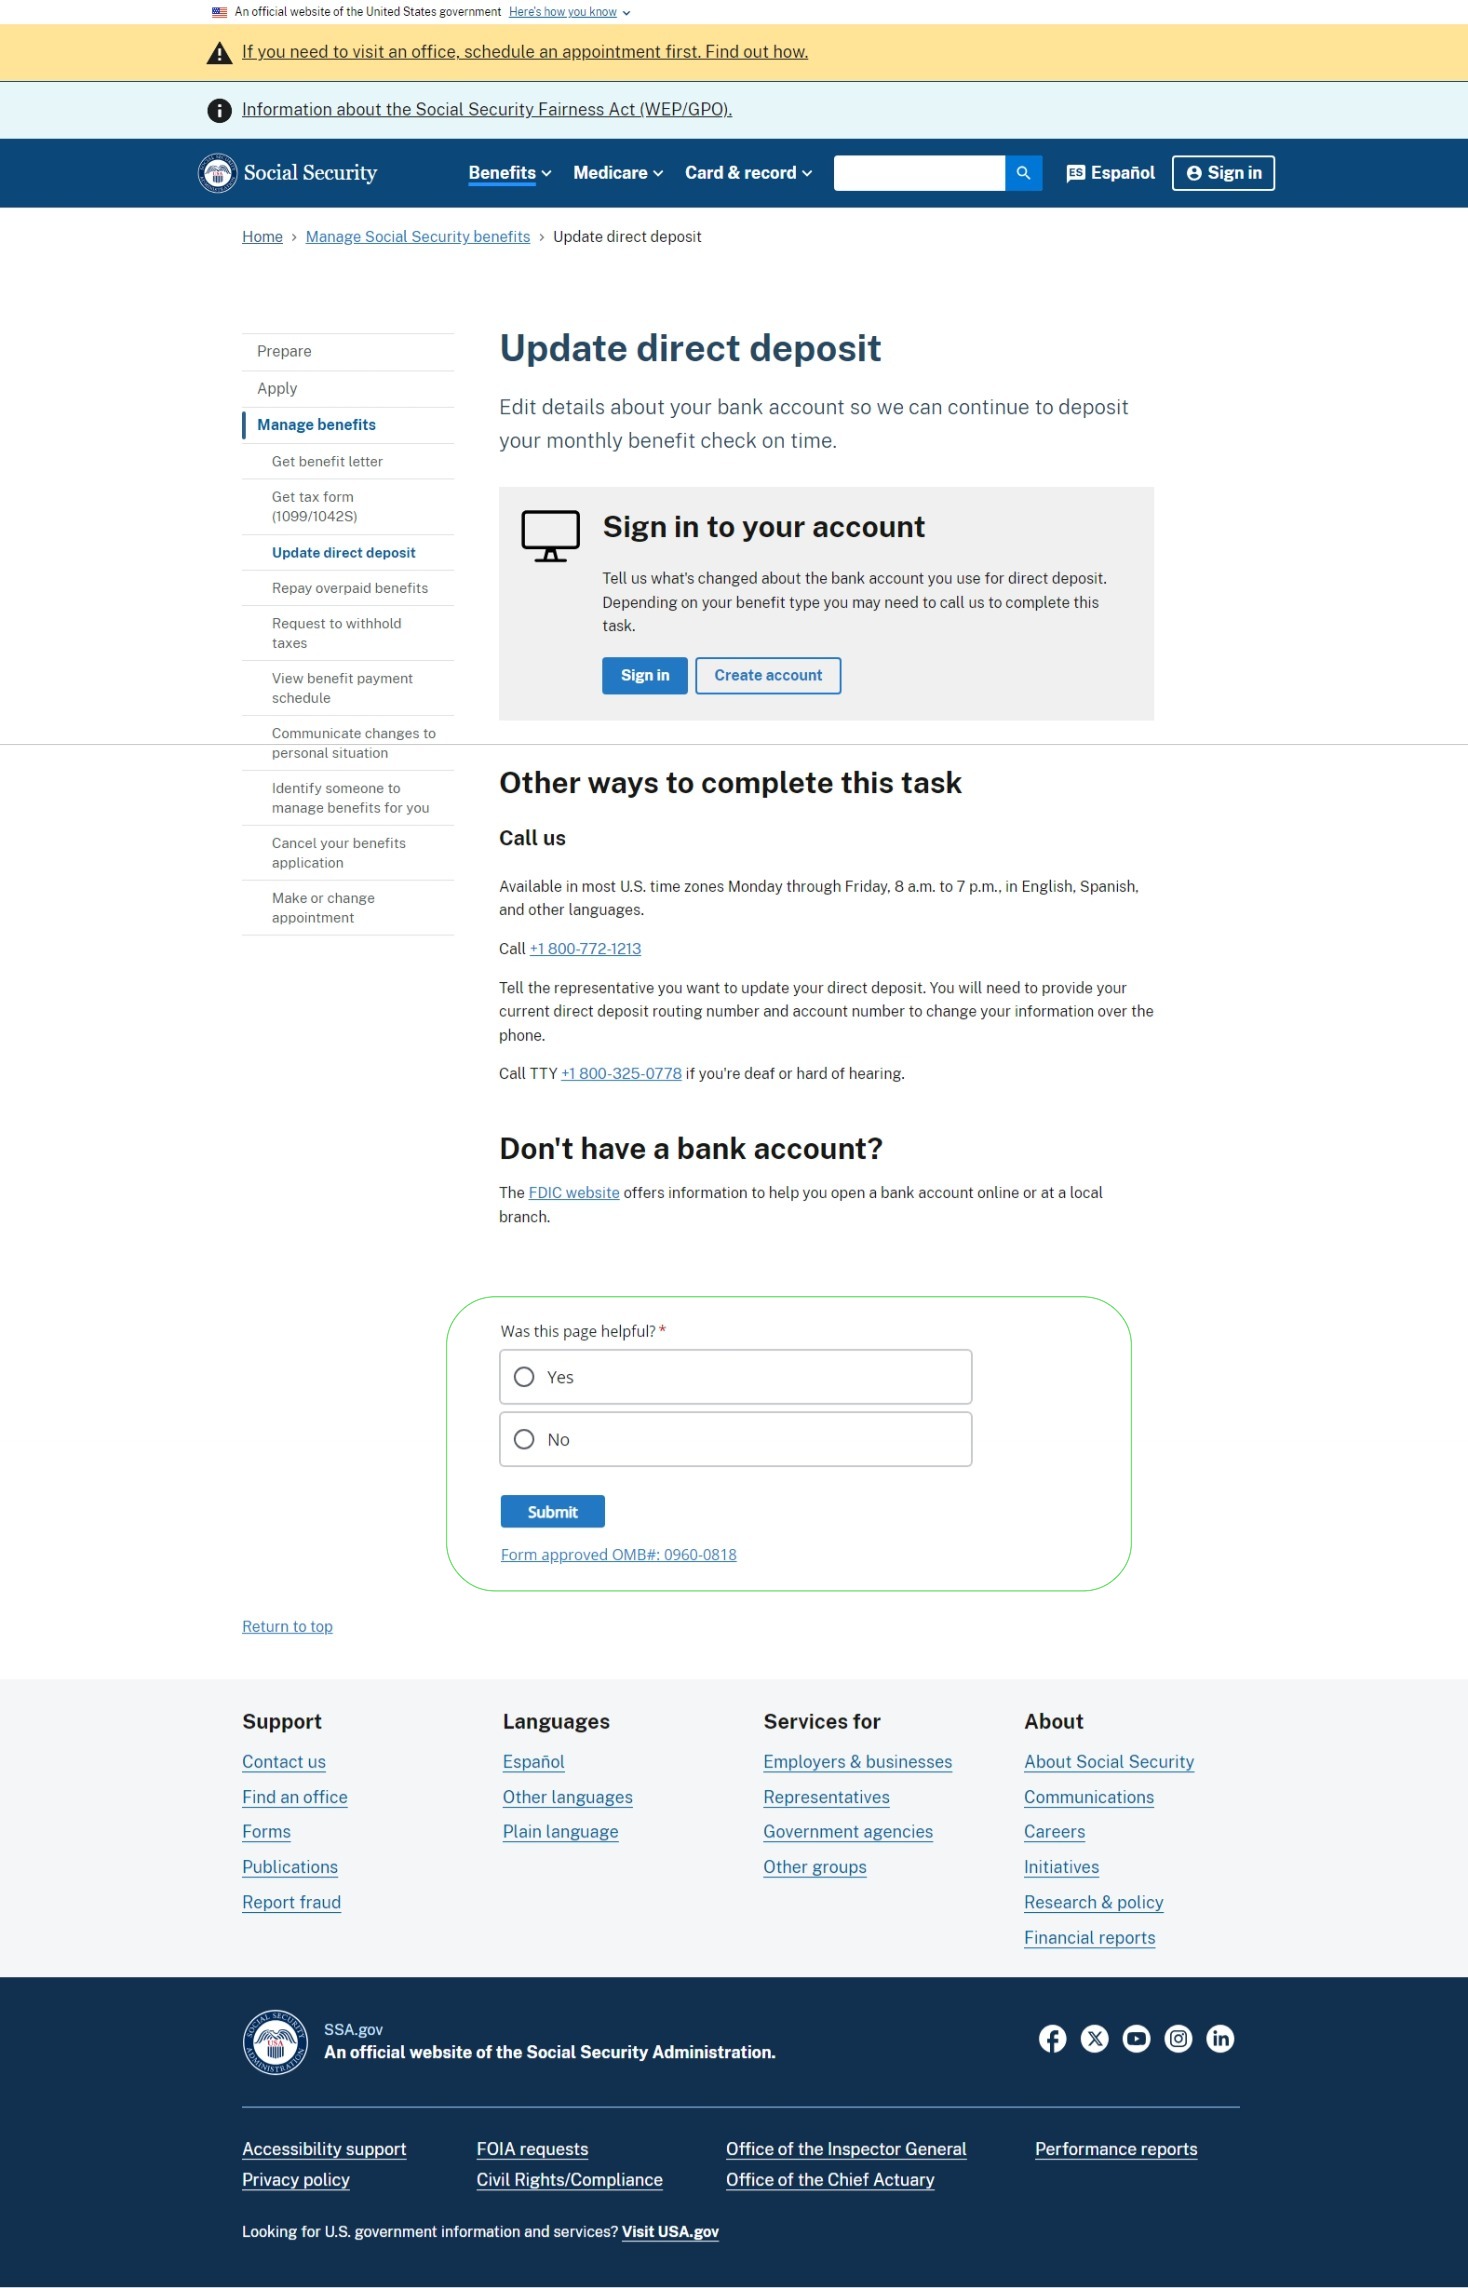 An official website of the United States government Here's how you know
If you need to visit an office, schedule an appointment first. Find out how.
Information about the Social Security Fairness Act (WEP/GPO).
Social Security
Benefits
Medicare
Card & record
ES Español
Sign in
Home › Manage Social Security benefits › Update direct deposit
Prepare
Apply
Manage benefits
Get benefit letter
Get tax form
(1099/1042S)
Update direct deposit
Repay overpaid benefits
Request to withhold
taxes
View benefit payment
schedule
Communicate changes to
personal situation
Identify someone to
manage benefits for you
Cancel your benefits
application
Make or change
appointment
Update direct deposit
Edit details about your bank account so we can continue to deposit
your monthly benefit check on time.
Sign in to your account
Tell us what's changed about the bank account you use for direct deposit.
Depending on your benefit type you may need to call us to complete this
task.
Sign in
Create account
Other ways to complete this task
Call us
Available in most U.S. time zones Monday through Friday, 8 a.m. to 7 p.m., in English, Spanish,
and other languages.
Call +1 800-772-1213
Tell the representative you want to update your direct deposit. You will need to provide your
current direct deposit routing number and account number to change your information over the
phone.
Call TTY +1 800-325-0778 if you're deaf or hard of hearing.
Don't have a bank account?
The FDIC website offers information to help you open a bank account online or at a local
branch.
Was this page helpful? *
Yes
No
Submit
Form approved OMB#: 0960-0818
Return to top
Support
Contact us
Find an office
Forms
Publications
Report fraud
Languages
Español
Other languages
Plain language
Services for
Employers & businesses
Representatives
Government agencies
Other groups
About
About Social Security
Communications
Careers
Initiatives
Research & policy
Financial reports
SOCIAL SECURITY ADMINISTRATION
USA
SSA.gov
An official website of the Social Security Administration.
Accessibility support
FOIA requests
Office of the Inspector General
Performance reports
Privacy policy
Civil Rights/Compliance
Office of the Chief Actuary
Looking for U.S. government information and services? Visit USA.gov